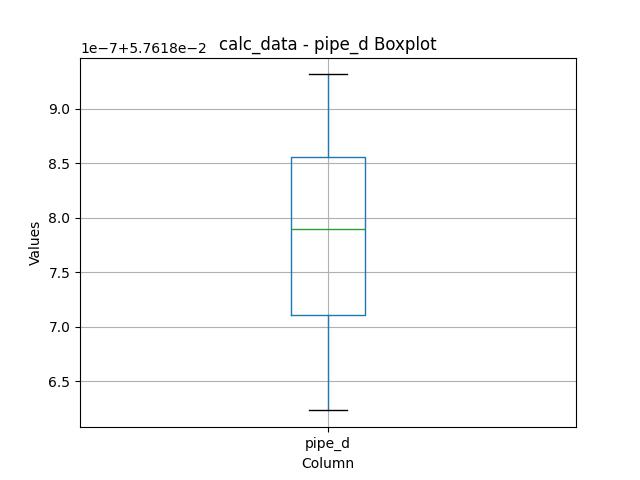 1e−7+5.7618e−2
calc_data - pipe_d Boxplot
9.0
8.5
8.0
7.5
7.0
6.5
Values
pipe_d
Column